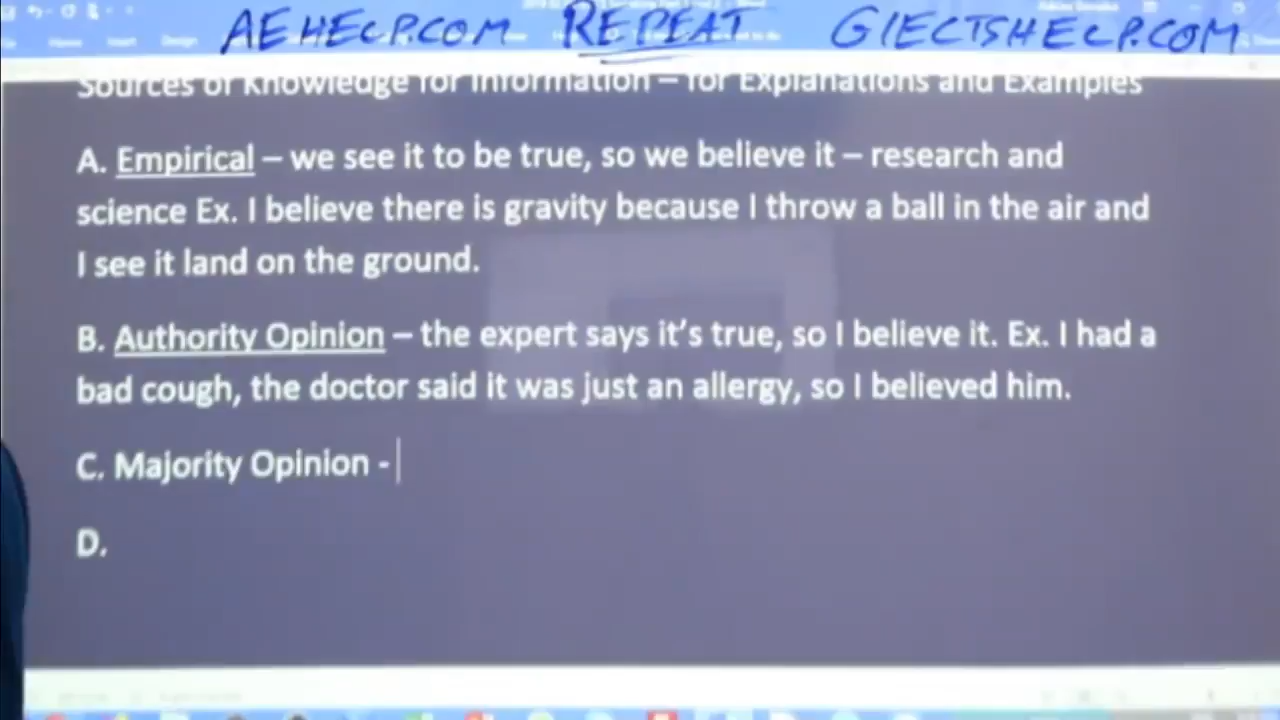 AEHELP.COM REPEAT GIELTSHELP.COM
Sources of Knowledge for Information – for Explanations and Examples
A. Empirical – we see it to be true, so we believe it – research and
science Ex. I believe there is gravity because I throw a ball in the air and
I see it land on the ground.
B. Authority Opinion – the expert says it's true, so I believe it. Ex. I had a
bad cough, the doctor said it was just an allergy, so I believed him.
C. Majority Opinion -
D.